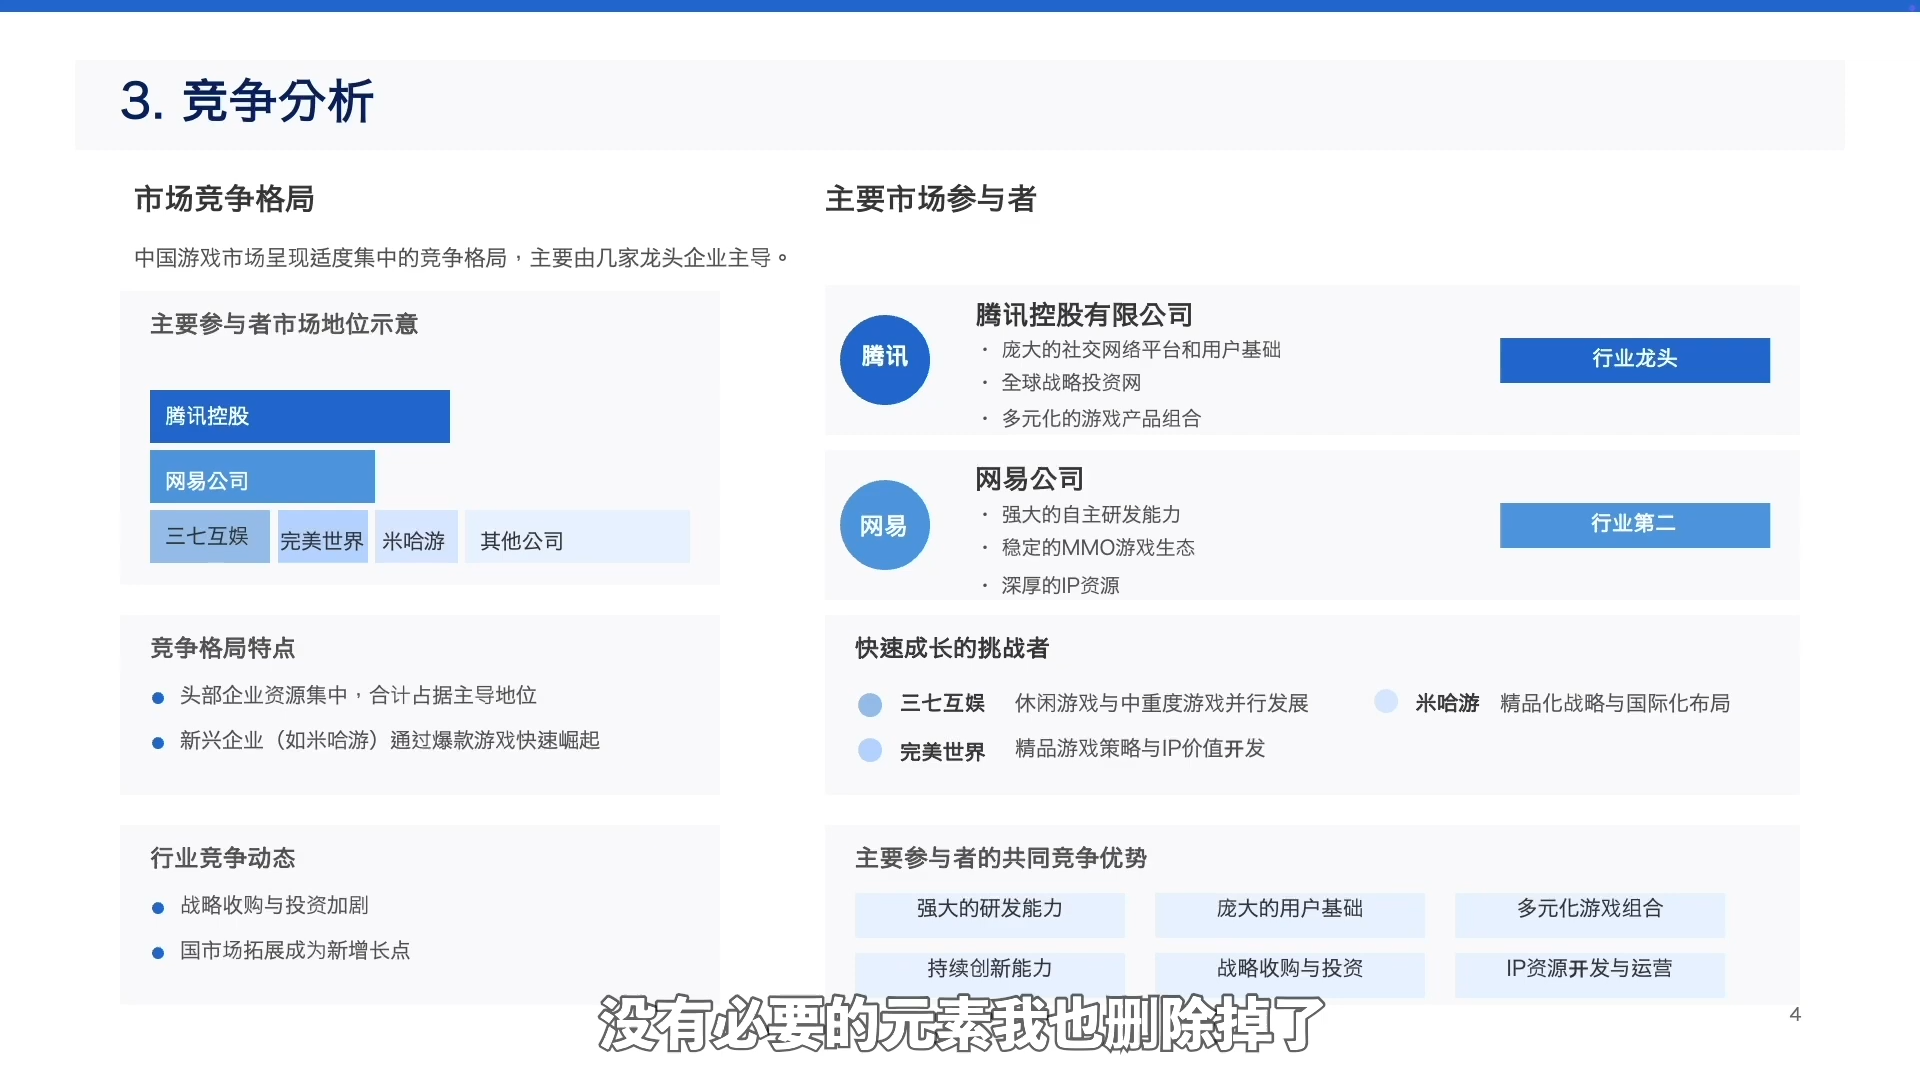 3. 竞争分析
市场竞争格局
中国游戏市场呈现适度集中的竞争格局，主要由几家龙头企业主导。
主要参与者市场地位示意
腾讯控股
网易公司
三七互娱 完美世界 米哈游 其他公司
竞争格局特点
头部企业资源集中，合计占据主导地位
新兴企业（如米哈游）通过爆款游戏快速崛起
行业竞争动态
战略收购与投资加剧
国市场拓展成为新增长点
主要市场参与者
腾讯
腾讯控股有限公司
· 庞大的社交网络平台和用户基础
· 全球战略投资网
· 多元化的游戏产品组合
行业龙头
网易
网易公司
· 强大的自主研发能力
· 稳定的MMO游戏生态
· 深厚的IP资源
行业第二
快速成长的挑战者
三七互娱 休闲游戏与中重度游戏并行发展
米哈游 精品化战略与国际化布局
完美世界 精品游戏策略与IP价值开发
主要参与者的共同竞争优势
强大的研发能力 庞大的用户基础 多元化游戏组合
持续创新能力 战略收购与投资 IP资源开发与运营
没有必要的元素我也删除掉了
4